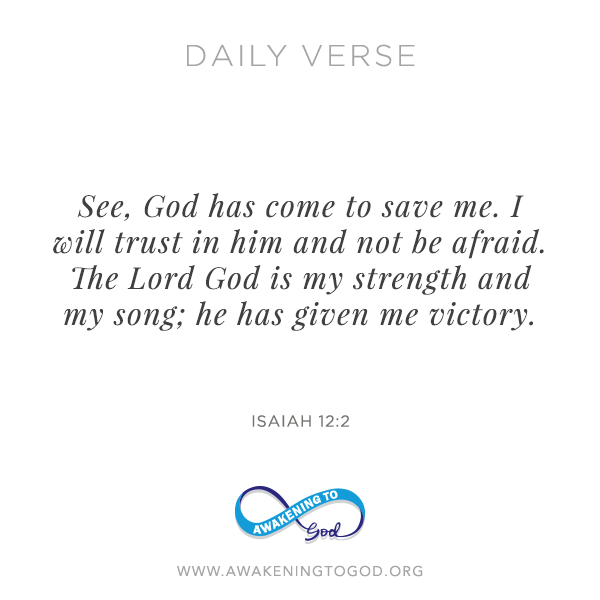 DAILY VERSE
See, God has come to save me. I
will trust in him and not be afraid.
The Lord God is my strength and
my song; he has given me victory.
ISAIAH 12:2
AWAKENING TO
God
WWW.AWAKENINGTOGOD.ORG